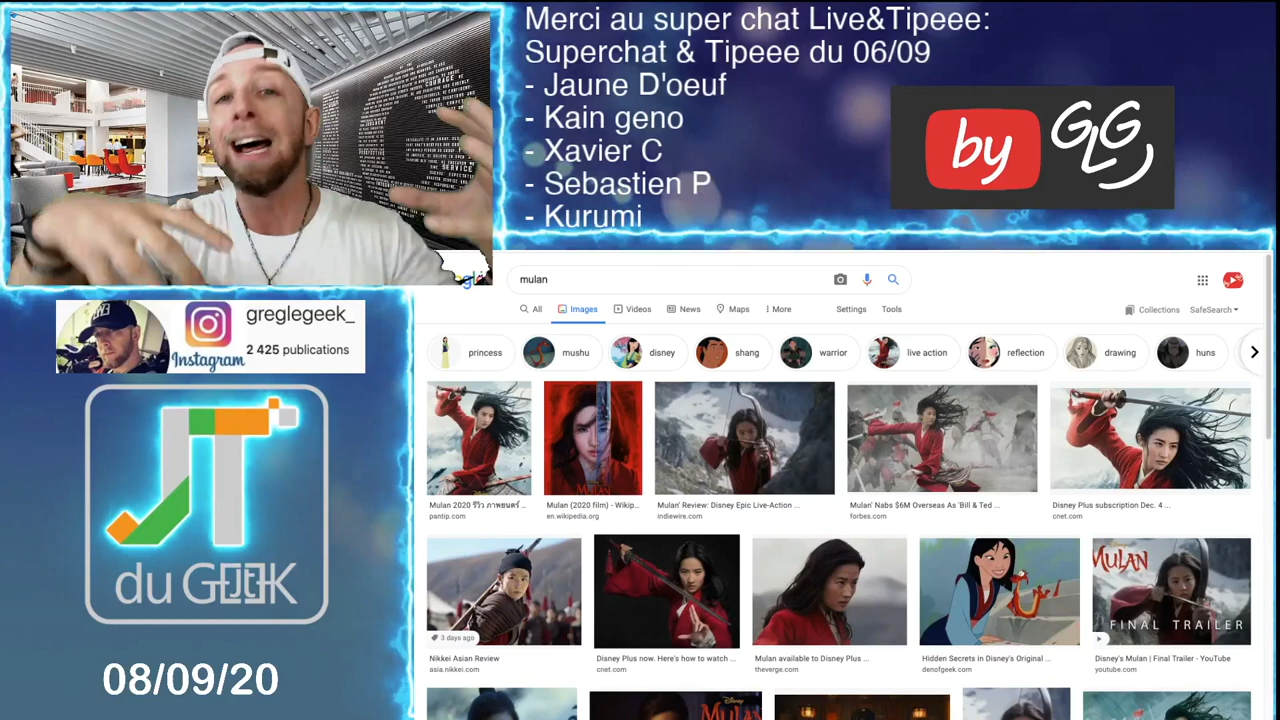 Merci au super chat Live&Tipeee:
Superchat & Tipeee du 06/09
- Jaune D'oeuf
- Kain geno
- Xavier C
- Sebastien P
- Kurumi
by GLG
COURAGE
SERVICE
greglegeek_
Instagram
2 425 publications
JT
du GEEK
08/09/20
mulan
All
Images
Videos
News
Maps
More
Settings
Tools
Collections
SafeSearch
princess
mushu
disney
shang
warrior
live action
reflection
drawing
huns
Mulan 2020 รีวิว ภาพยนตร์ ...
pantip.com
Mulan (2020 film) - Wikip...
en.wikipedia.org
Mulan' Review: Disney Epic Live-Action ...
indiewire.com
Mulan' Nabs $6M Overseas As 'Bill & Ted ...
forbes.com
Disney Plus subscription Dec. 4 ...
cnet.com
3 days ago
Nikkei Asian Review
asia.nikkei.com
Disney Plus now. Here's how to watch ...
cnet.com
Mulan available to Disney Plus ...
theverge.com
Hidden Secrets in Disney's Original ...
denofgeek.com
MULAN
FINAL TRAILER
Disney's Mulan | Final Trailer - YouTube
youtube.com
Disney
MULAN